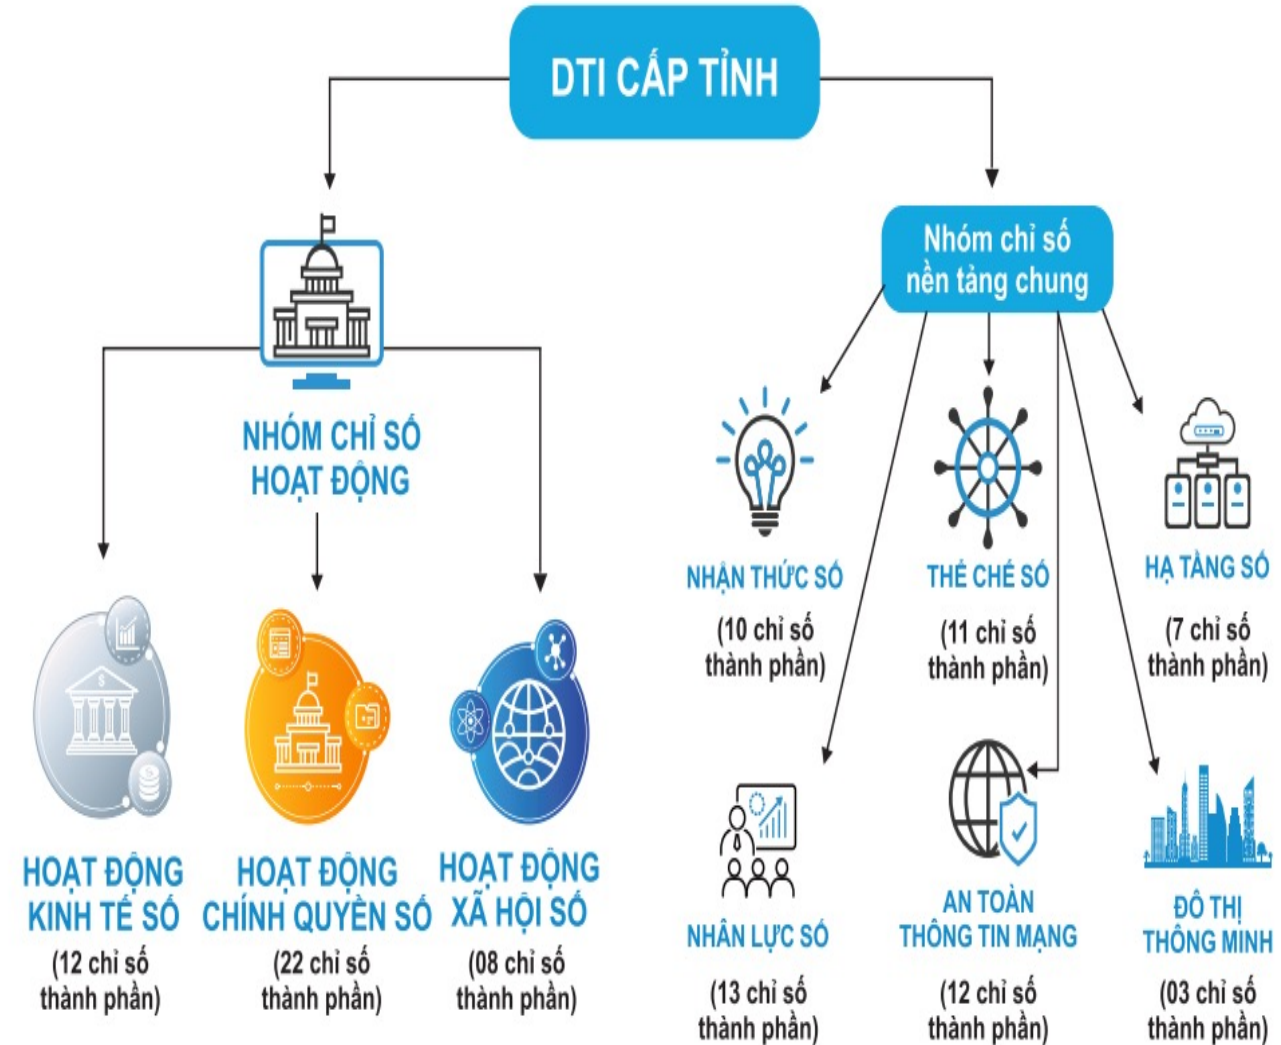 DTI CẤP TỈNH
Nhóm chỉ số
nền tảng chung
NHÓM CHỈ SỐ
HOẠT ĐỘNG
NHẬN THỨC SỐ
(10 chỉ số
thành phần)
THỂ CHẾ SỐ
(11 chỉ số
thành phần)
HẠ TẦNG SỐ
(7 chỉ số
thành phần)
HOẠT ĐỘNG
KINH TẾ SỐ
(12 chỉ số
thành phần)
HOẠT ĐỘNG
CHÍNH QUYỀN SỐ
(22 chỉ số
thành phần)
HOẠT ĐỘNG
XÃ HỘI SỐ
(08 chỉ số
thành phần)
NHÂN LỰC SỐ
(13 chỉ số
thành phần)
AN TOÀN
THÔNG TIN MẠNG
(12 chỉ số
thành phần)
ĐÔ THỊ
THÔNG MINH
(03 chỉ số
thành phần)